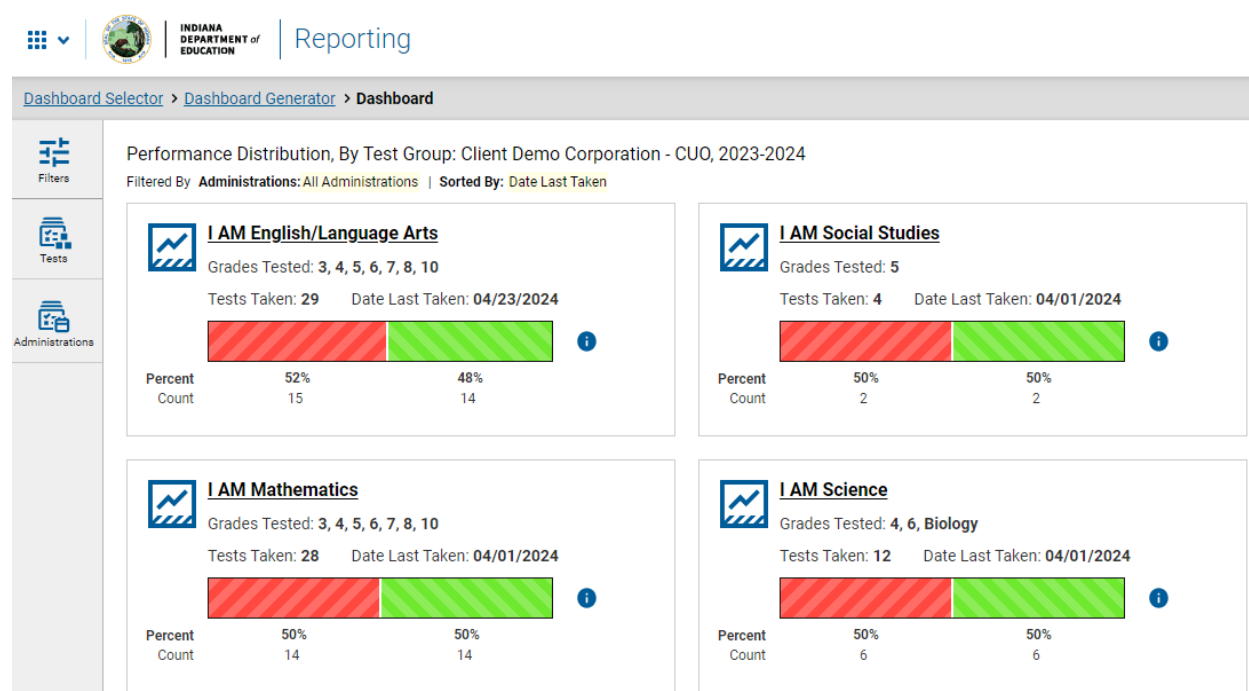 INDIANA
DEPARTMENT of
EDUCATION
Reporting
Dashboard Selector > Dashboard Generator > Dashboard
Filters
Tests
Administrations
Performance Distribution, By Test Group: Client Demo Corporation - CUO, 2023-2024
Filtered By Administrations: All Administrations | Sorted By: Date Last Taken
I AM English/Language Arts
Grades Tested: 3, 4, 5, 6, 7, 8, 10
Tests Taken: 29 Date Last Taken: 04/23/2024
Percent 52% 48%
Count 15 14
I AM Social Studies
Grades Tested: 5
Tests Taken: 4 Date Last Taken: 04/01/2024
Percent 50% 50%
Count 2 2
I AM Mathematics
Grades Tested: 3, 4, 5, 6, 7, 8, 10
Tests Taken: 28 Date Last Taken: 04/01/2024
Percent 50% 50%
Count 14 14
I AM Science
Grades Tested: 4, 6, Biology
Tests Taken: 12 Date Last Taken: 04/01/2024
Percent 50% 50%
Count 6 6